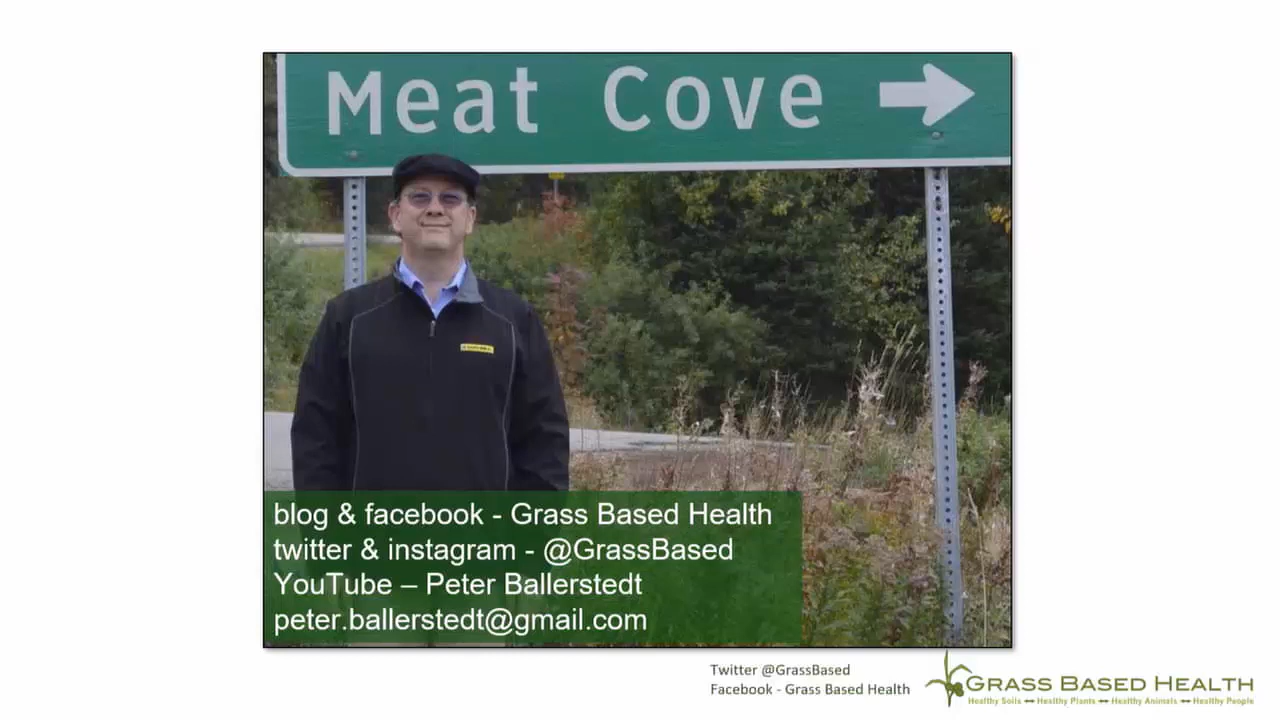 Meat Cove
blog & facebook - Grass Based Health
twitter & instagram - @GrassBased
YouTube – Peter Ballerstedt
peter.ballerstedt@gmail.com
Twitter @GrassBased
Facebook - Grass Based Health
GRASS BASED HEALTH
Healthy Soils ↔ Healthy Plants ↔ Healthy Animals ↔ Healthy People